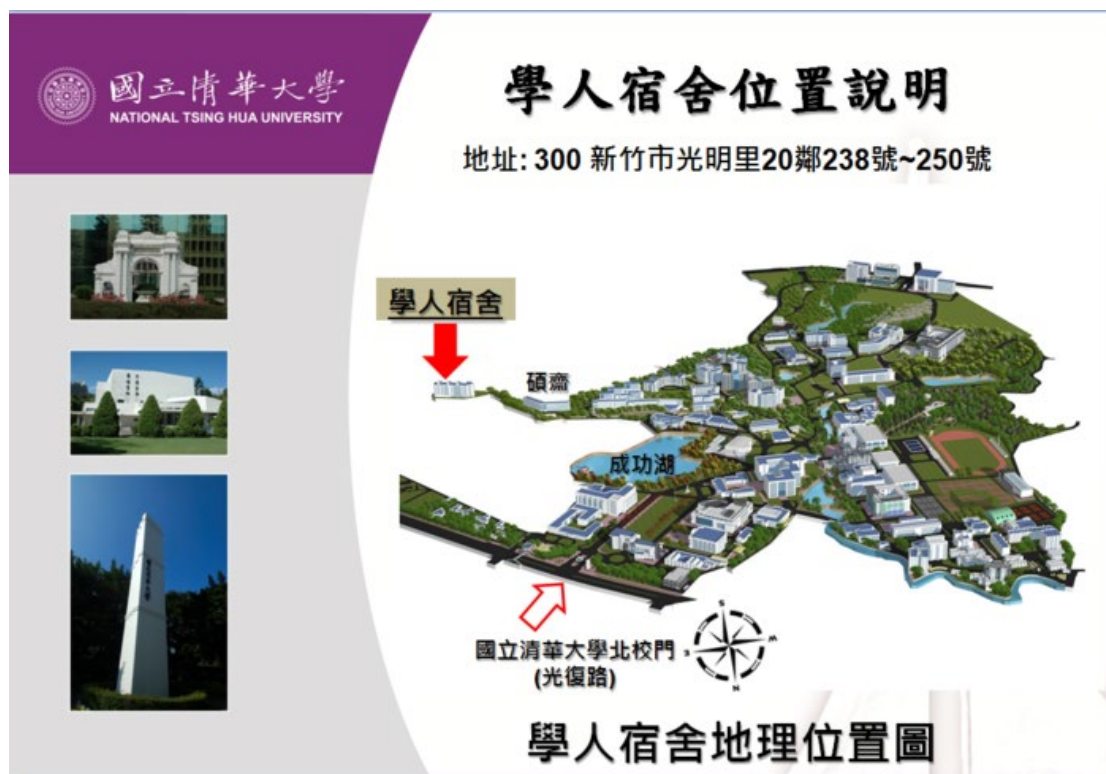 國立清華大學
NATIONAL TSING HUA UNIVERSITY
學人宿舍位置說明
地址: 300 新竹市光明里20鄰238號~250號
學人宿舍
碩齋
成功湖
國立清華大學北校門
(光復路)
S
W
E
N
學人宿舍地理位置圖